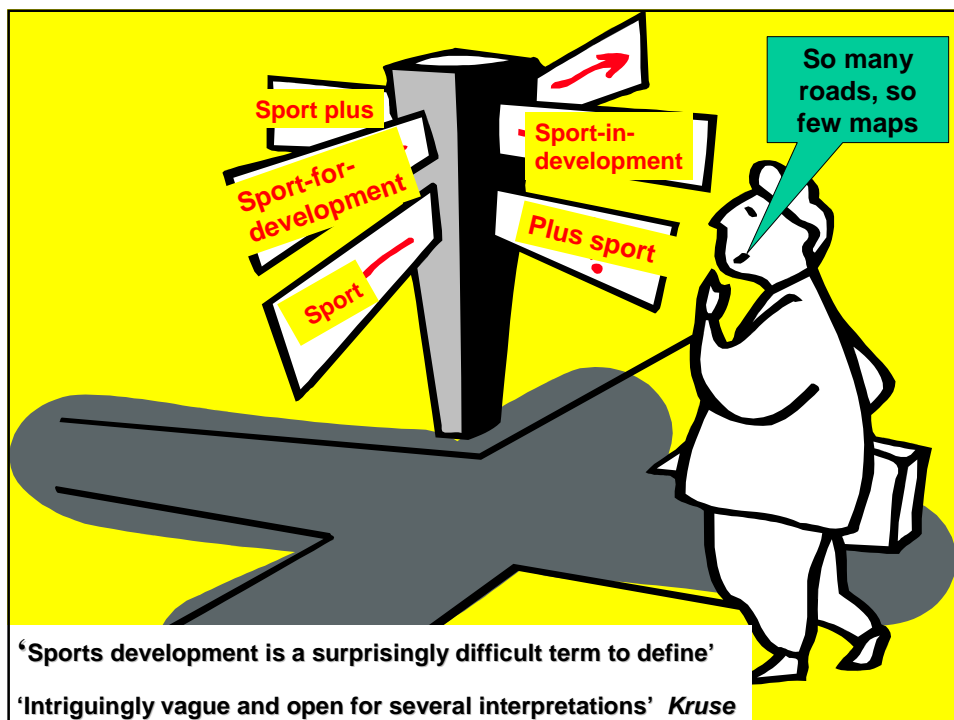 So many
roads, so
few maps
Sport plus
Sport-in-
development
Sport-for-
development
Plus sport
Sport
‘Sports development is a surprisingly difficult term to define’
‘Intriguingly vague and open for several interpretations’ Kruse